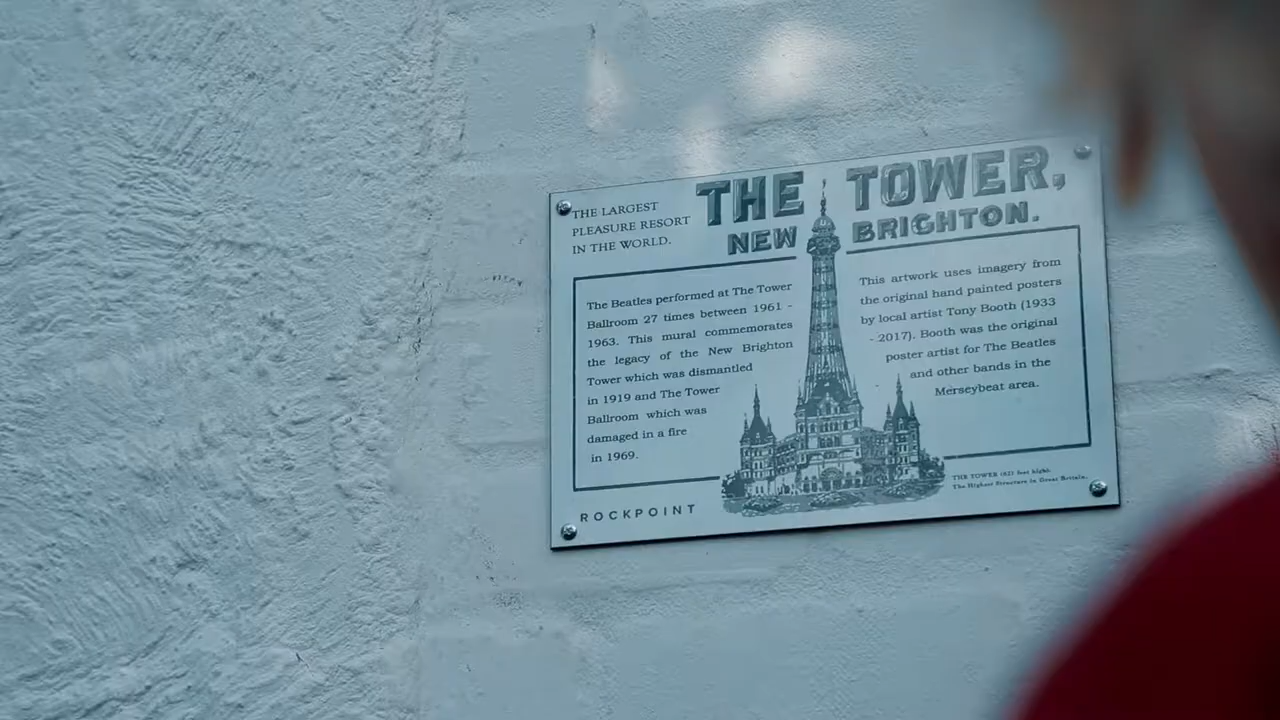 THE LARGEST
PLEASURE RESORT
IN THE WORLD.
THE TOWER,
NEW BRIGHTON.
The Beatles performed at The Tower
Ballroom 27 times between 1961 -
1963. This mural commemorates
the legacy of the New Brighton
Tower which was dismantled
in 1919 and The Tower
Ballroom which was
damaged in a fire
in 1969.
This artwork uses imagery from
the original hand painted posters
by local artist Tony Booth (1933
- 2017). Booth was the original
poster artist for The Beatles
and other bands in the
Merseybeat area.
THE TOWER (621 feet high).
The Highest Structure in Great Britain.
ROCKPOINT